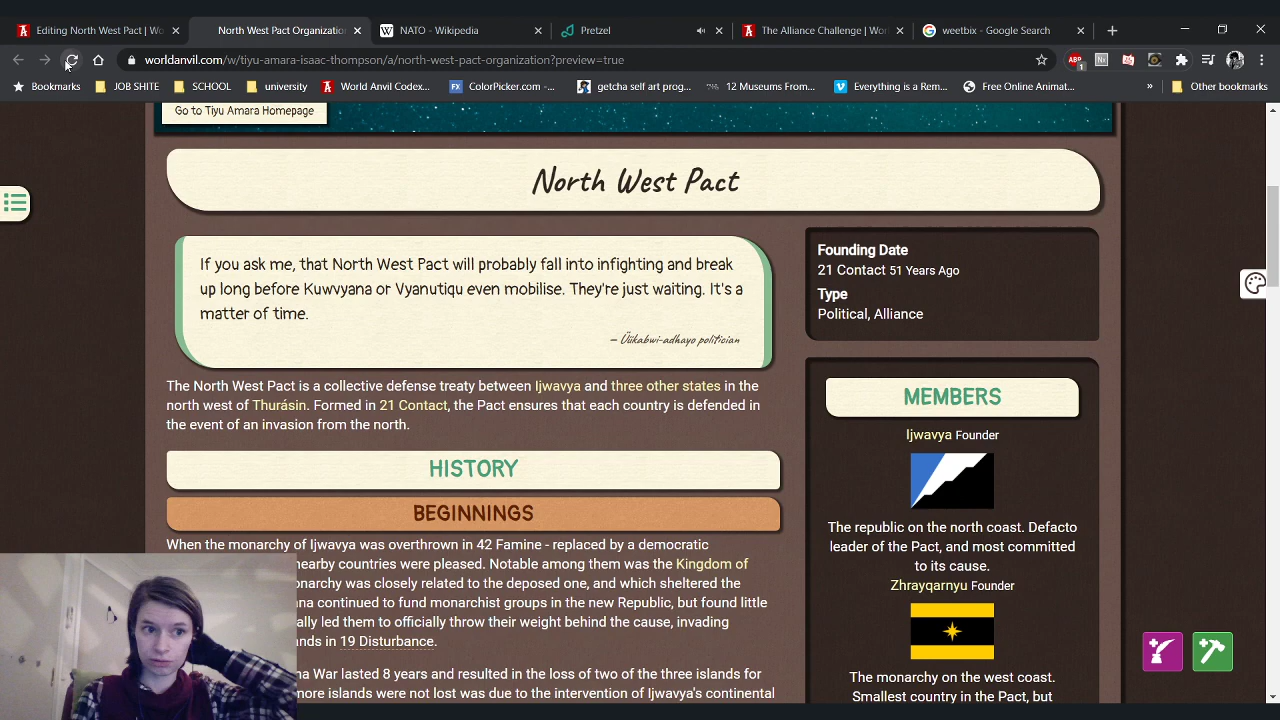 Editing North West Pact | Wo
North West Pact Organization
NATO - Wikipedia
Pretzel
The Alliance Challenge | World
weetbix - Google Search
worldanvil.com/w/tiyu-amara-isaac-thompson/a/north-west-pact-organization?preview=true
Bookmarks
JOB SHITE
SCHOOL
university
World Anvil Codex...
ColorPicker.com -...
getcha self art prog...
12 Museums From...
Everything is a Rem...
Free Online Animat...
»
Other bookmarks
Go to Tiyu Amara Homepage
North West Pact
If you ask me, that North West Pact will probably fall into infighting and break
up long before Kuwvyana or Vyanutiqu even mobilise. They're just waiting. It's a
matter of time.
— Üükabwi-adhayo politician
The North West Pact is a collective defense treaty between Ijwavya and three other states in the
north west of Thurásin. Formed in 21 Contact, the Pact ensures that each country is defended in
the event of an invasion from the north.
HISTORY
BEGINNINGS
When the monarchy of Ijwavya was overthrown in 42 Famine - replaced by a democratic
nearby countries were pleased. Notable among them was the Kingdom of
onarchy was closely related to the deposed one, and which sheltered the
na continued to fund monarchist groups in the new Republic, but found little
ally led them to officially throw their weight behind the cause, invading
nds in 19 Disturbance.
na War lasted 8 years and resulted in the loss of two of the three islands for
more islands were not lost was due to the intervention of Ijwavya's continental
Founding Date
21 Contact 51 Years Ago
Type
Political, Alliance
MEMBERS
Ijwavya Founder
The republic on the north coast. Defacto
leader of the Pact, and most committed
to its cause.
Zhrayqarnyu Founder
The monarchy on the west coast.
Smallest country in the Pact, but